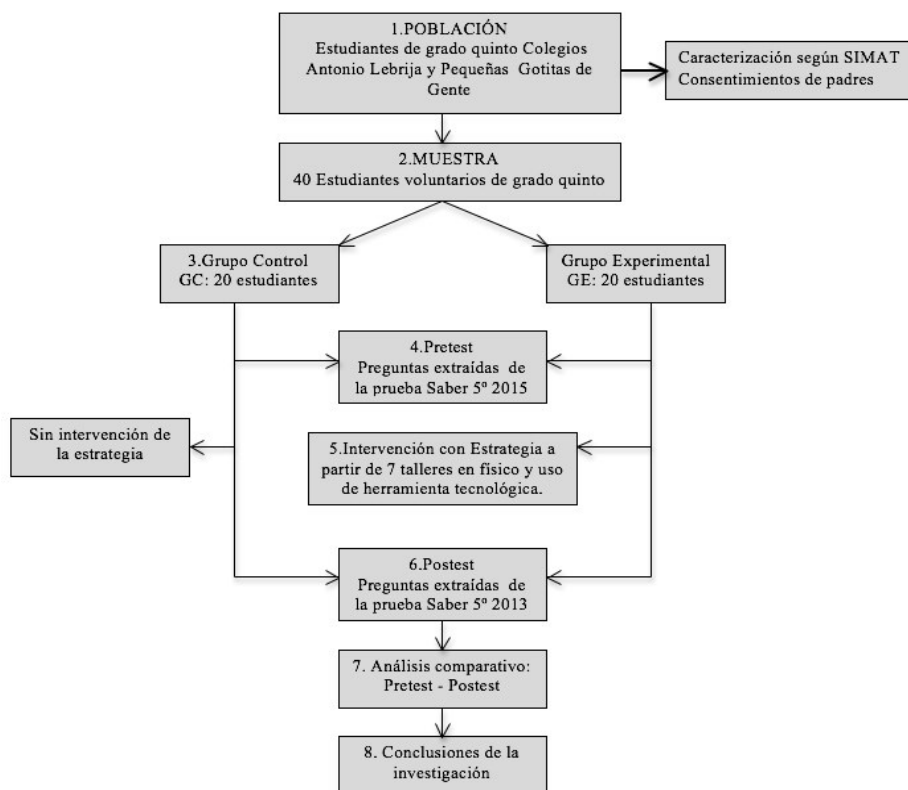 1.POBLACIÓN
Estudiantes de grado quinto Colegios
Antonio Lebrija y Pequeñas Gotitas de
Gente
Caracterización según SIMAT
Consentimientos de padres
2.MUESTRA
40 Estudiantes voluntarios de grado quinto
3.Grupo Control
GC: 20 estudiantes
Grupo Experimental
GE: 20 estudiantes
4.Pretest
Preguntas extraídas de
la prueba Saber 5º 2015
Sin intervención de
la estrategia
5.Intervención con Estrategia a
partir de 7 talleres en físico y uso
de herramienta tecnológica.
6.Postest
Preguntas extraídas de
la prueba Saber 5º 2013
7. Análisis comparativo:
Pretest - Postest
8. Conclusiones de la
investigación